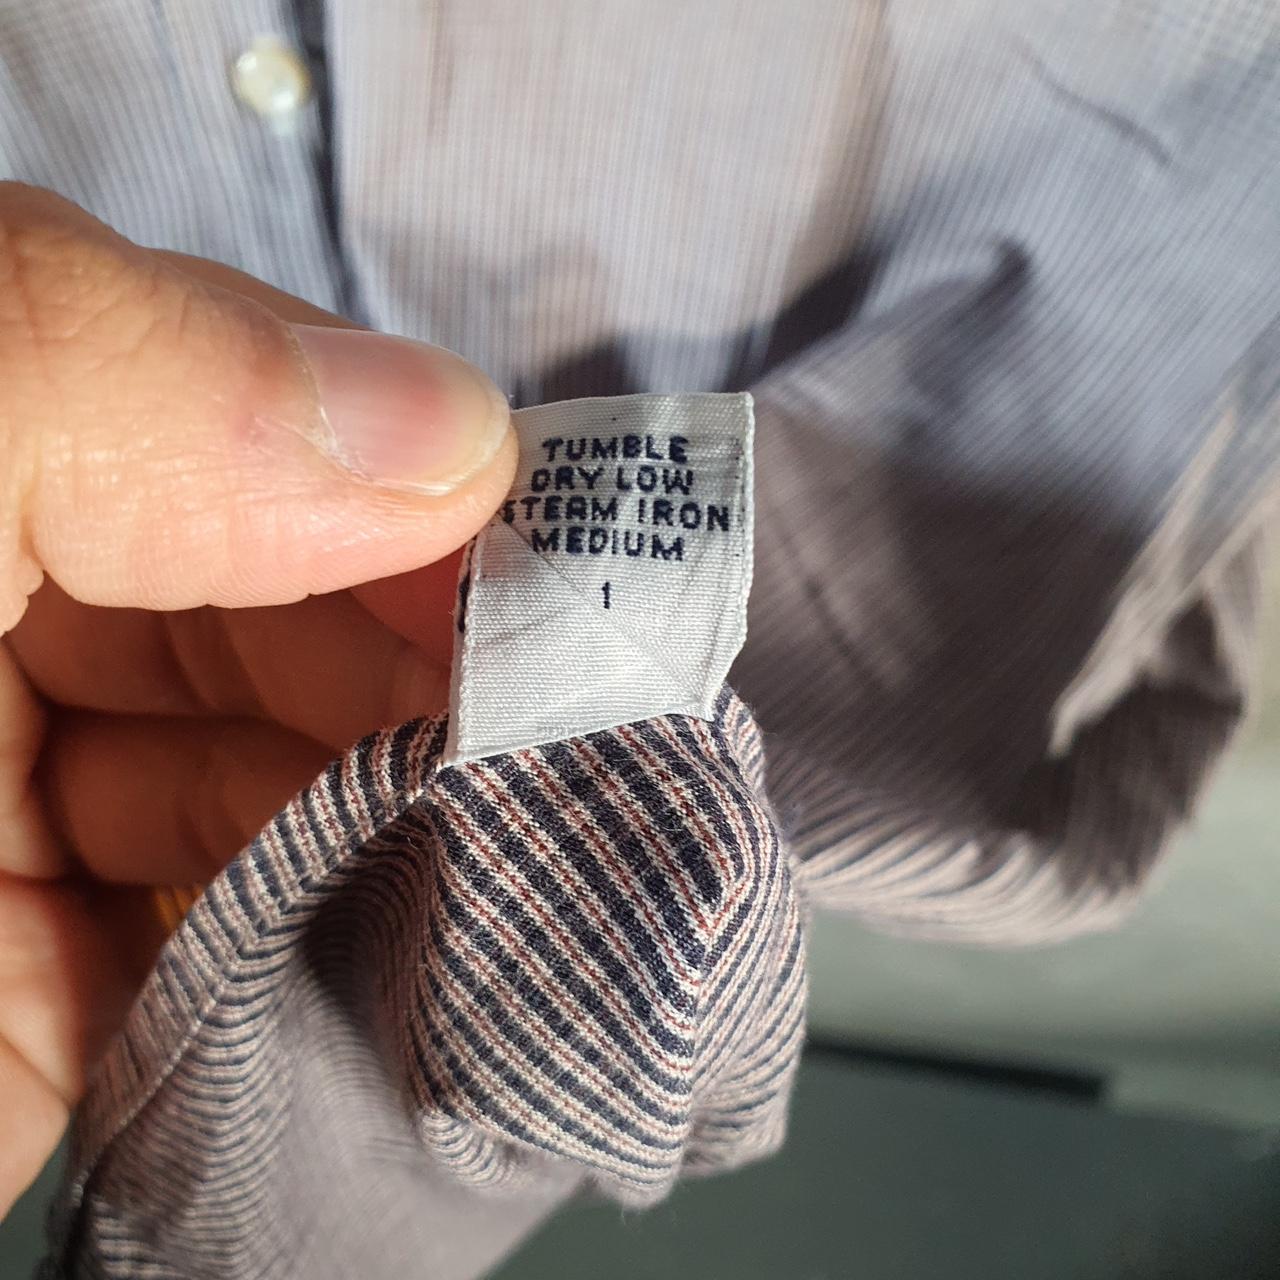 TUMBLE
DRY LOW
STEAM IRON
MEDIUM
1